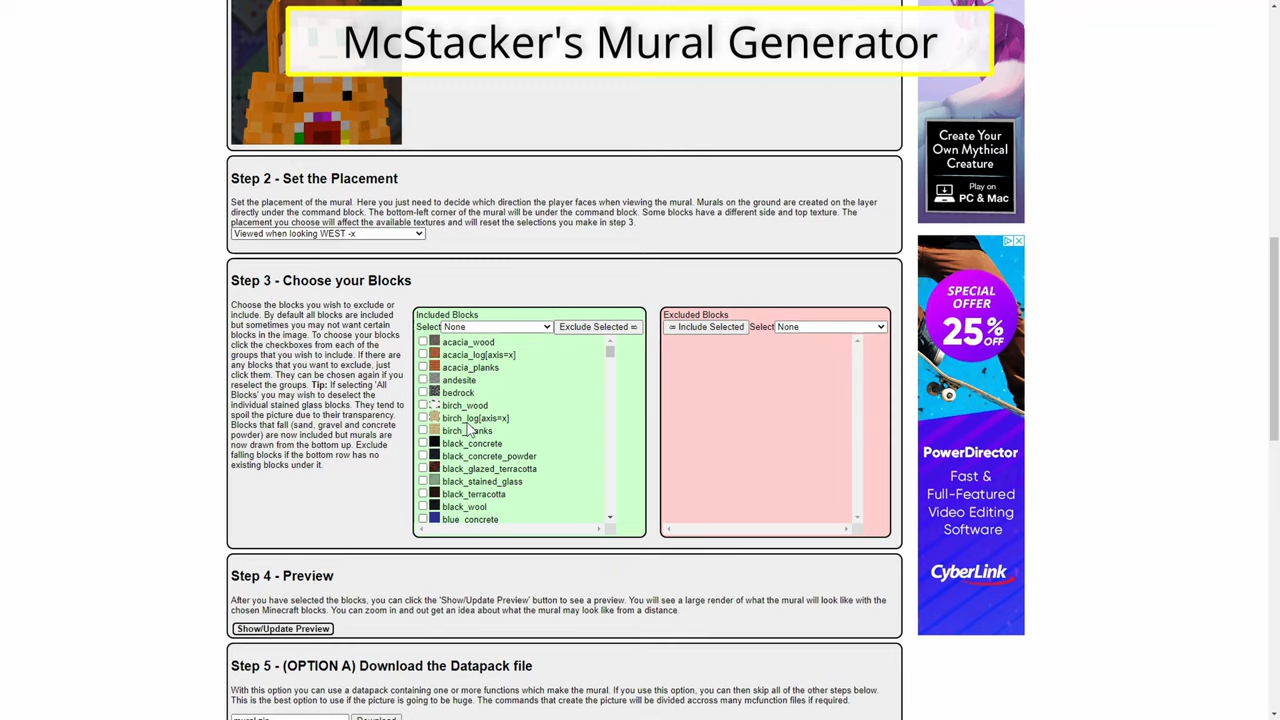 McStacker's Mural Generator
Step 2 - Set the Placement
Set the placement of the mural. Here you just need to decide which direction the player faces when viewing the mural. Murals on the ground are created on the layer
directly under the command block. The bottom-left corner of the mural will be under the command block. Some blocks have a different side and top texture. The
placement you choose will affect the available textures and will reset the selections you make in step 3.
Viewed when looking WEST -x
Step 3 - Choose your Blocks
Choose the blocks you wish to exclude or
include. By default all blocks are included
but sometimes you may not want certain
blocks in the image. To choose your blocks
click the checkboxes from each of the
groups that you wish to include. If there are
any blocks that you want to exclude, just
click them. They can be chosen again if you
reselect the groups. Tip: If selecting 'All
Blocks' you may wish to deselect the
individual stained glass blocks. They tend to
spoil the picture due to their transparency.
Blocks that fall (sand, gravel and concrete
powder) are now included but murals are
now drawn from the bottom up. Exclude
falling blocks if the bottom row has no
existing blocks under it.
Included Blocks
Select None Exclude Selected ⇨
acacia_wood
acacia_log[axis=x]
acacia_planks
andesite
bedrock
birch_wood
birch_log[axis=x]
birch anks
black_concrete
black_concrete_powder
black_glazed_terracotta
black_stained_glass
black_terracotta
black_wool
blue_concrete
Excluded Blocks
⇦ Include Selected Select None
Step 4 - Preview
After you have selected the blocks, you can click the 'Show/Update Preview' button to see a preview. You will see a large render of what the mural will look like with the
chosen Minecraft blocks. You can zoom in and out get an idea about what the mural may look like from a distance.
Show/Update Preview
Step 5 - (OPTION A) Download the Datapack file
With this option you can use a datapack containing one or more functions which make the mural. If you use this option, you can then skip all of the other steps below.
This is the best option to use if the picture is going to be huge. The commands that create the picture will be divided accross many mcfunction files if required.
mural.zip Download
Create Your
Own Mythical
Creature
Play on
PC & Mac
SPECIAL
OFFER
25%
OFF
POWERDIRECTOR
Fast &
Full-Featured
Video Editing
Software
CyberLink